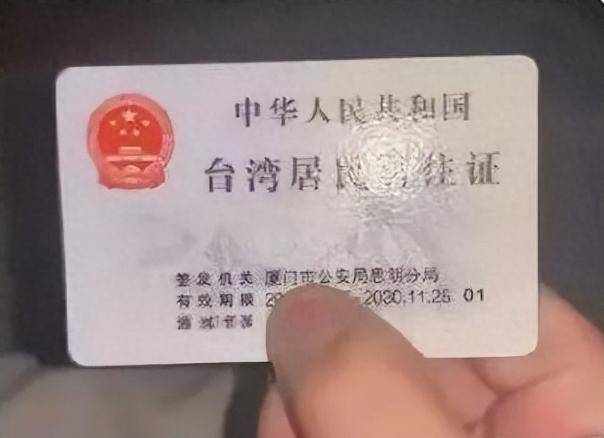 中华人民共和国
台湾居民居住证
签发机关 厦门市公安局思明分局
有效期限 2030.11.25 01